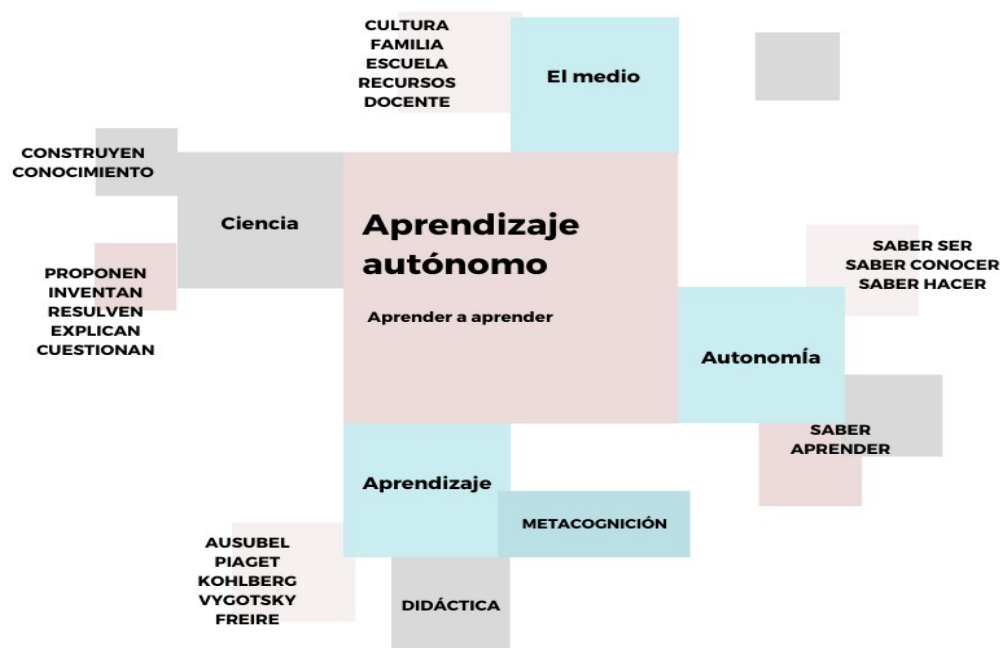 CULTURA
FAMILIA
ESCUELA
RECURSOS
DOCENTE
El medio
CONSTRUYEN
CONOCIMIENTO
Ciencia
PROPONEN
INVENTAN
RESULVEN
EXPLICAN
CUESTIONAN
Aprendizaje
autónomo
Aprender a aprender
SABER SER
SABER CONOCER
SABER HACER
AutonomÍa
SABER
APRENDER
Aprendizaje
METACOGNICIÓN
AUSUBEL
PIAGET
KOHLBERG
VYGOTSKY
FREIRE
DIDÁCTICA